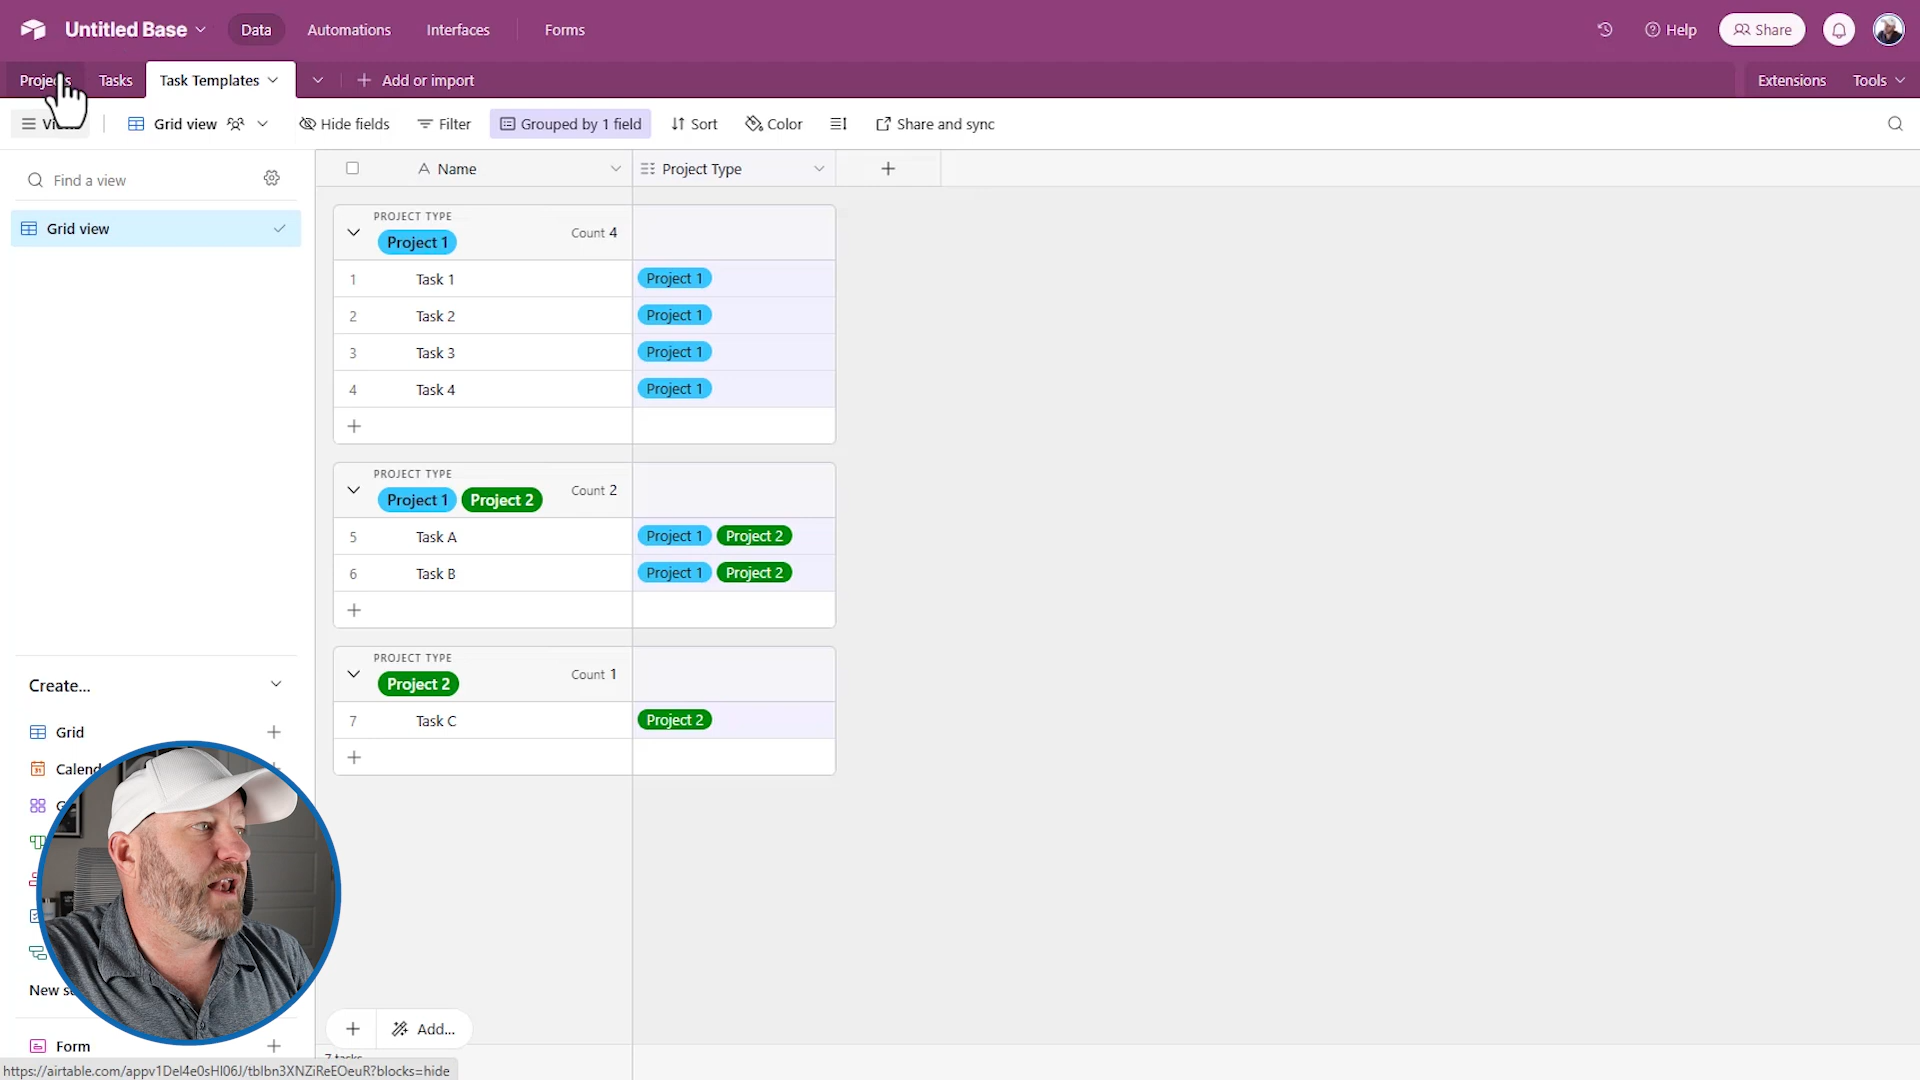 Untitled Base
Data
Automations
Interfaces
Forms
Help
Share
Tasks
Task Templates
Add or import
Extensions
Tools
Grid view
Hide fields
Filter
Grouped by 1 field
Sort
Color
Share and sync
Find a view
Grid view
Name
Project Type
PROJECT TYPE
Project 1
Count 4
1 Task 1 Project 1
2 Task 2 Project 1
3 Task 3 Project 1
4 Task 4 Project 1
PROJECT TYPE
Project 1 Project 2
Count 2
5 Task A Project 1 Project 2
6 Task B Project 1 Project 2
PROJECT TYPE
Project 2
Count 1
7 Task C Project 2
Create...
Grid
New
Form
Add...
7 tasks
https://airtable.com/appv1Del4e0sHl06J/tblbn3XNZiReEOeuR?blocks=hide